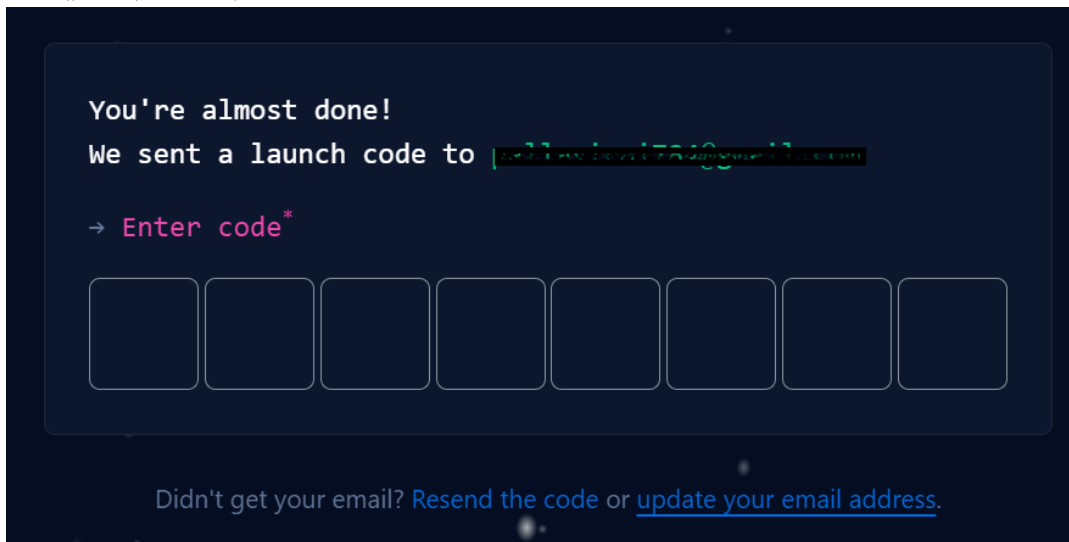 You're almost done!
We sent a launch code to
→ Enter code*
Didn't get your email? Resend the code or update your email address.